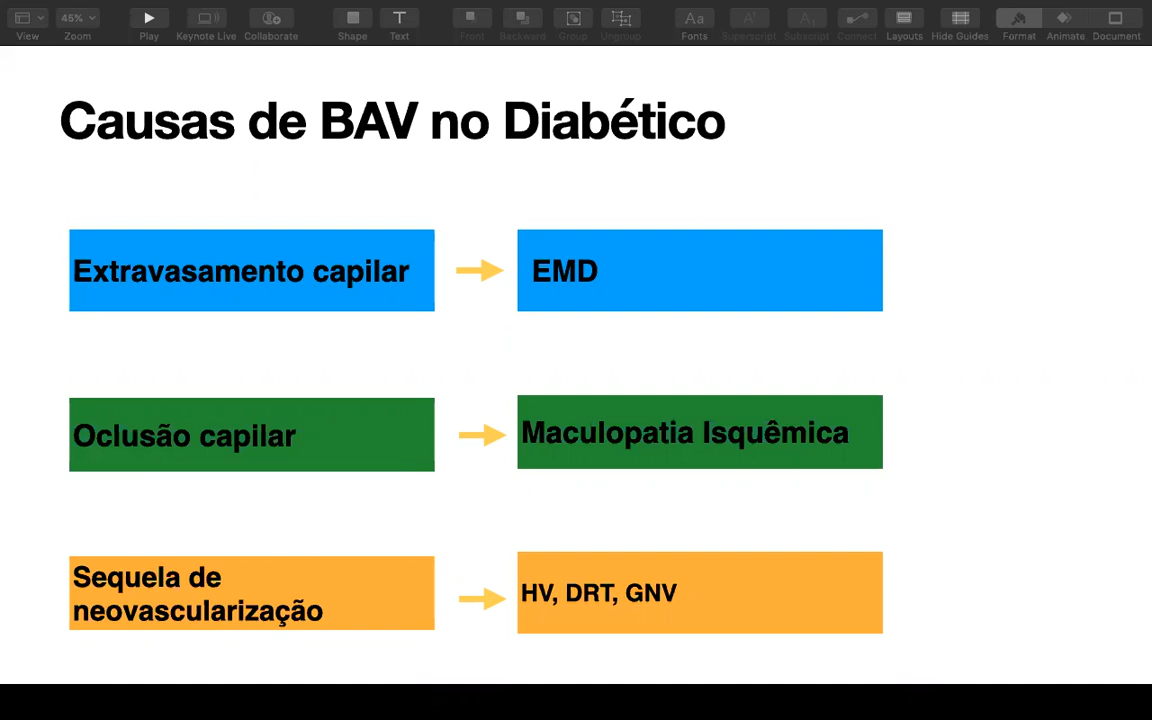 45%
View
Zoom
Play
Keynote Live
Collaborate
Shape
T
Text
Front
Backward
Group
Ungroup
Aa
Fonts
Superscript
Subscript
Connect
Layouts
Hide Guides
Format
Animate
Document
Causas de BAV no Diabético
Extravasamento capilar
EMD
Oclusão capilar
Maculopatia Isquêmica
Sequela de
neovascularização
HV, DRT, GNV